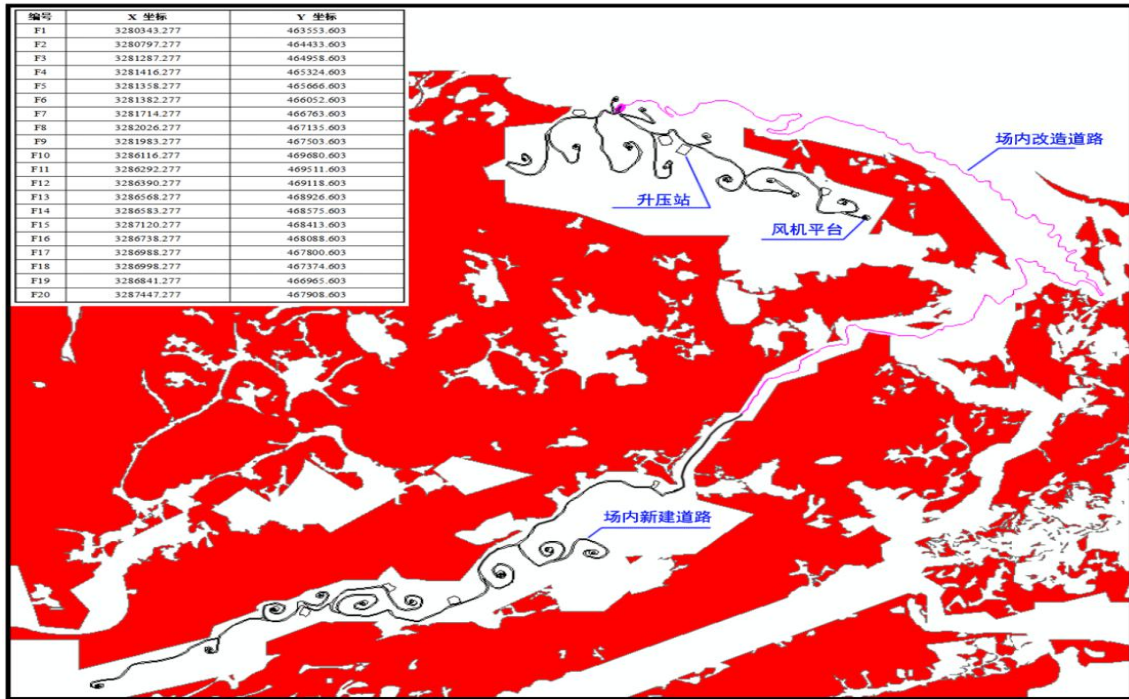 编号 X 坐标 Y 坐标
F1 3280343.277 463553.603
F2 3280797.277 464433.603
F3 3281287.277 464958.603
F4 3281416.277 465324.603
F5 3281358.277 465666.603
F6 3281382.277 466052.603
F7 3281714.277 466763.603
F8 3282026.277 467135.603
F9 3281983.277 467503.603
F10 3286116.277 469680.603
F11 3286292.277 469511.603
F12 3286390.277 469118.603
F13 3286568.277 468926.603
F14 3286583.277 468575.603
F15 3287120.277 468413.603
F16 3286738.277 468088.603
F17 3286988.277 467800.603
F18 3286998.277 467374.603
F19 3286841.277 466965.603
F20 3287447.277 467908.603
场内改造道路
升压站
风机平台
场内新建道路